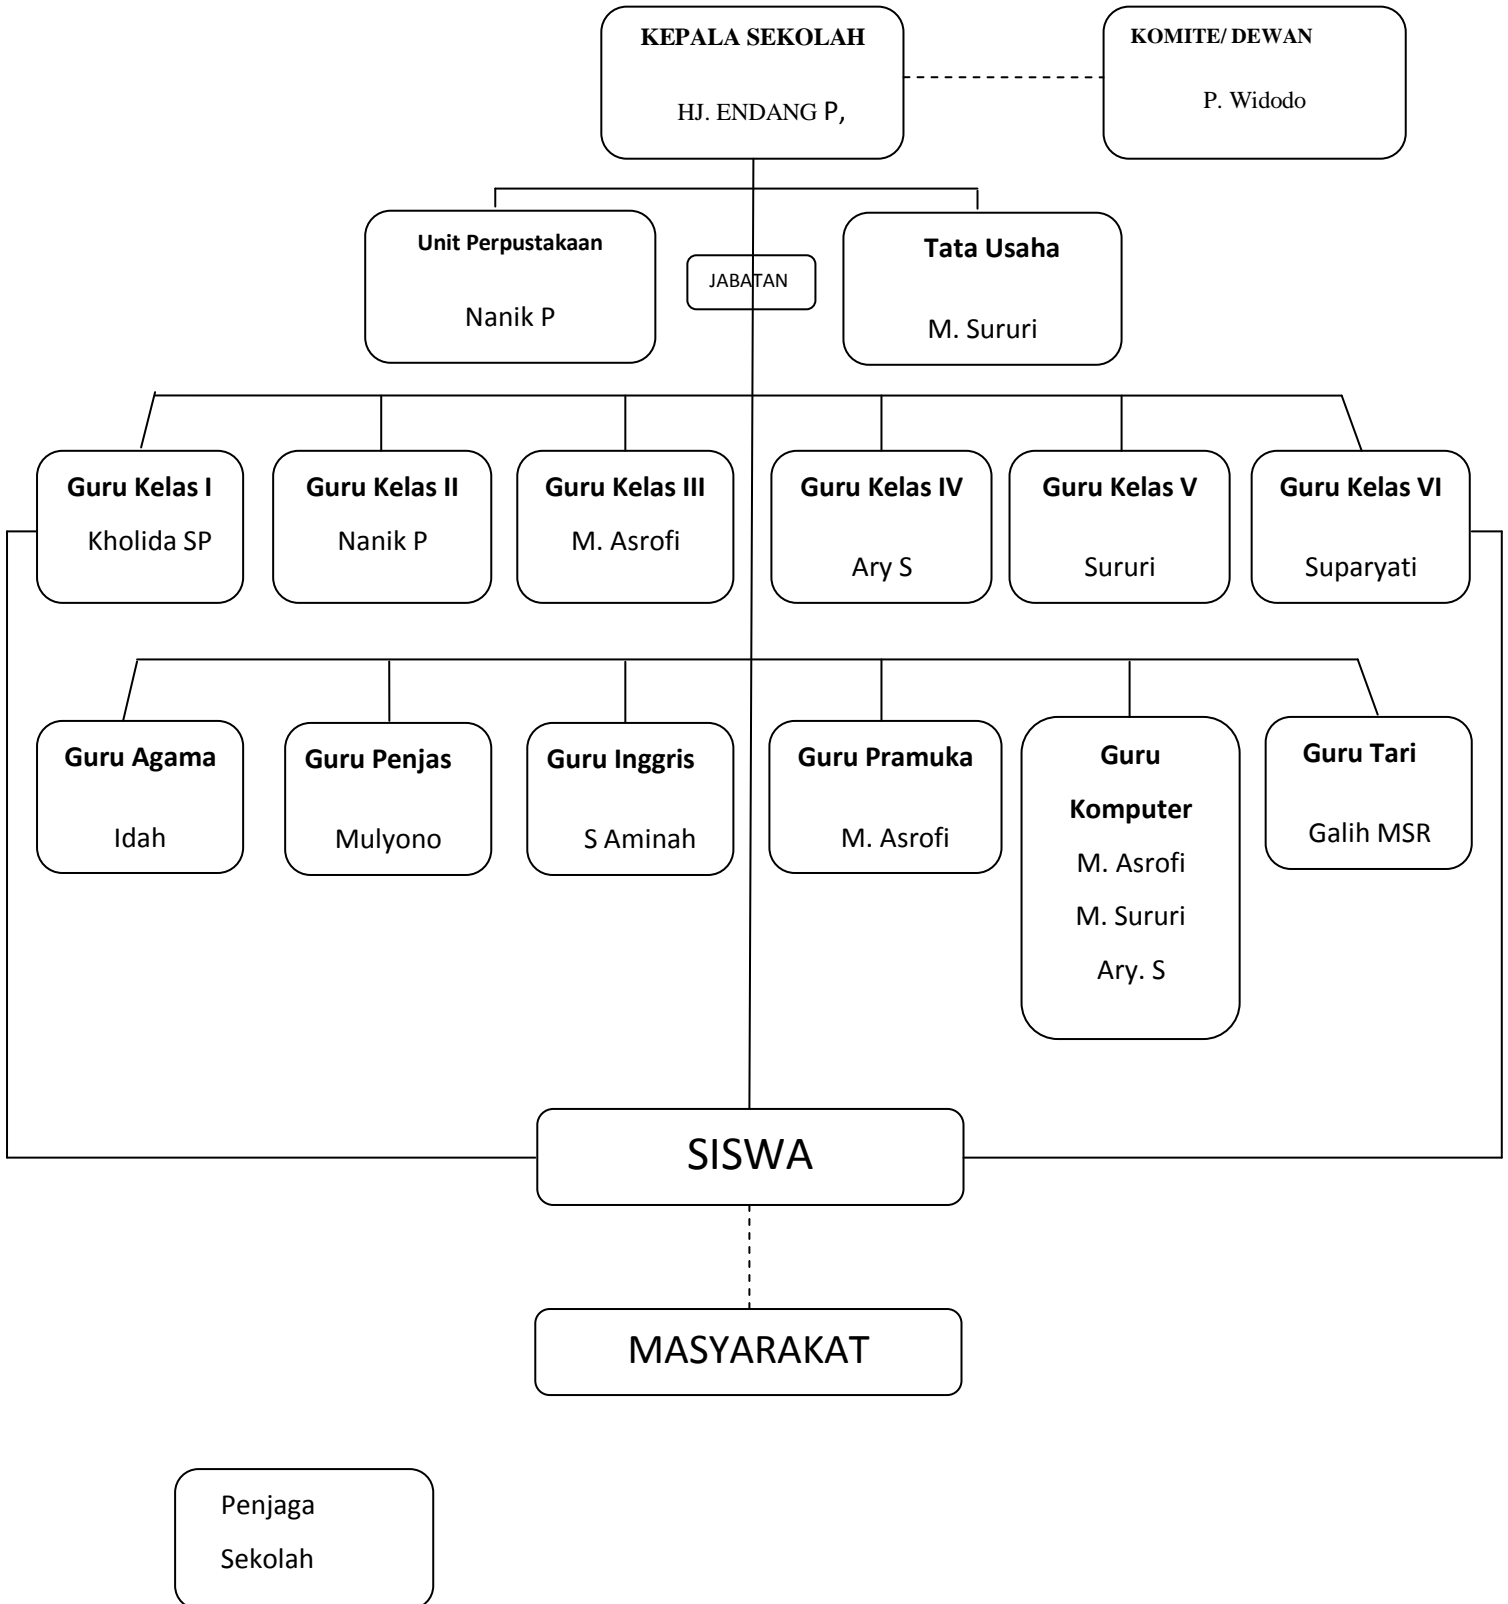 KEPALA SEKOLAH
HJ. ENDANG P,
KOMITE/ DEWAN
P. Widodo
Unit Perpustakaan
Nanik P
JABATAN
Tata Usaha
M. Sururi
Guru Kelas I
Kholida SP
Guru Kelas II
Nanik P
Guru Kelas III
M. Asrofi
Guru Kelas IV
Ary S
Guru Kelas V
Sururi
Guru Kelas VI
Suparyati
Guru Agama
Idah
Guru Penjas
Mulyono
Guru Inggris
S Aminah
Guru Pramuka
M. Asrofi
Guru
Komputer
M. Asrofi
M. Sururi
Ary. S
Guru Tari
Galih MSR
SISWA
MASYARAKAT
Penjaga
Sekolah